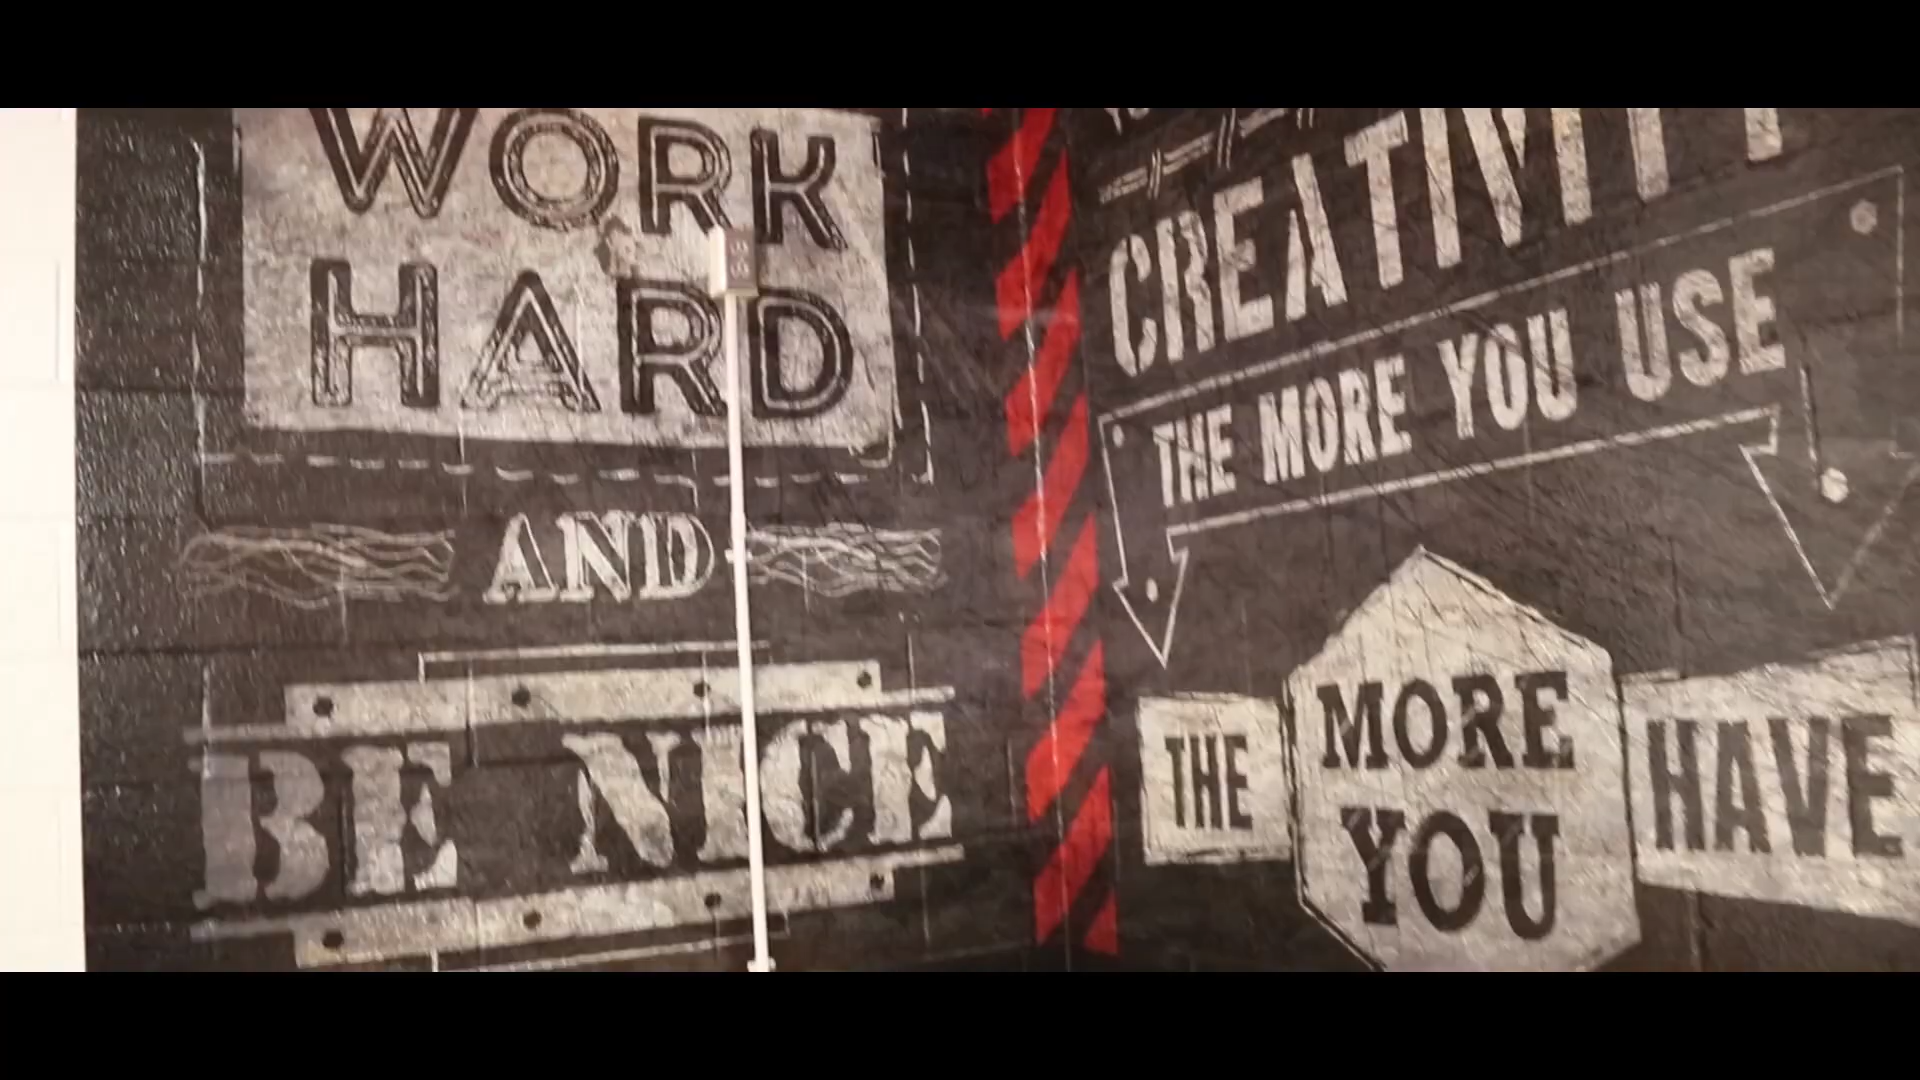 WORK
HARD
AND
BE NICE
CREATIVITY
THE MORE YOU USE
THE
MORE
YOU
HAVE